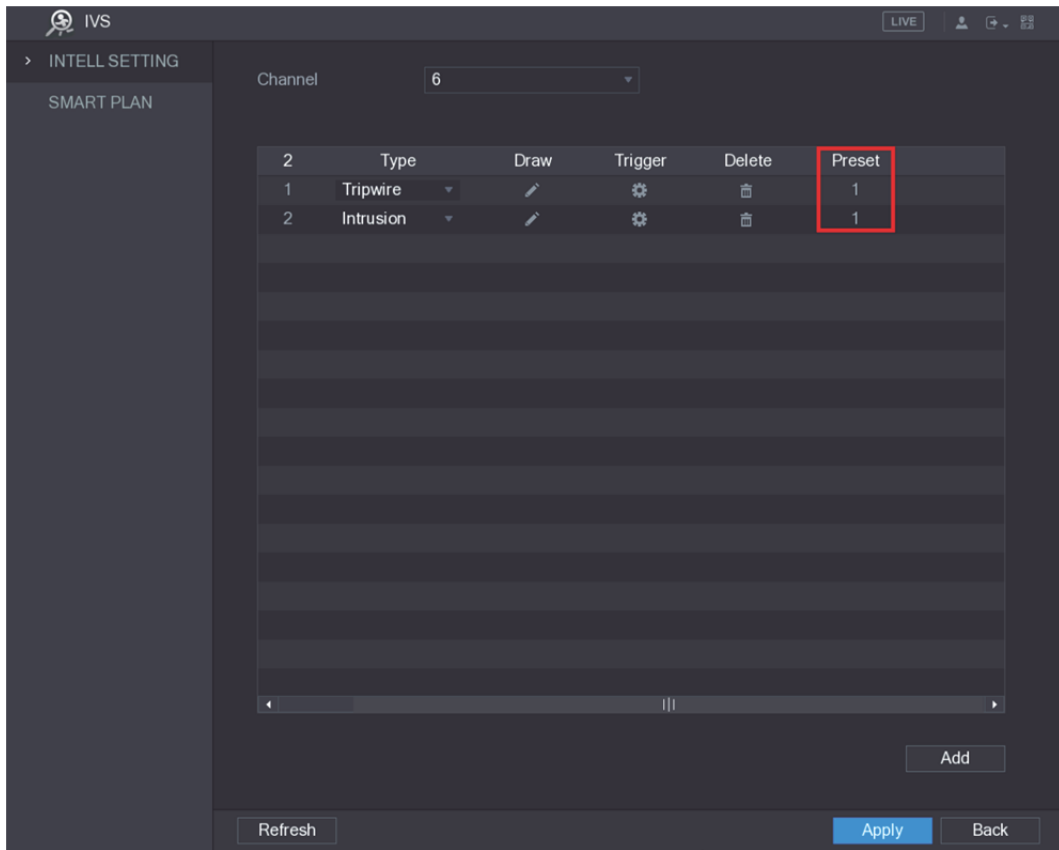 IVS LIVE
INTELL SETTING
SMART PLAN
Channel 6
2 Type Draw Trigger Delete Preset
1 Tripwire 1
2 Intrusion 1
Add
Refresh Apply Back